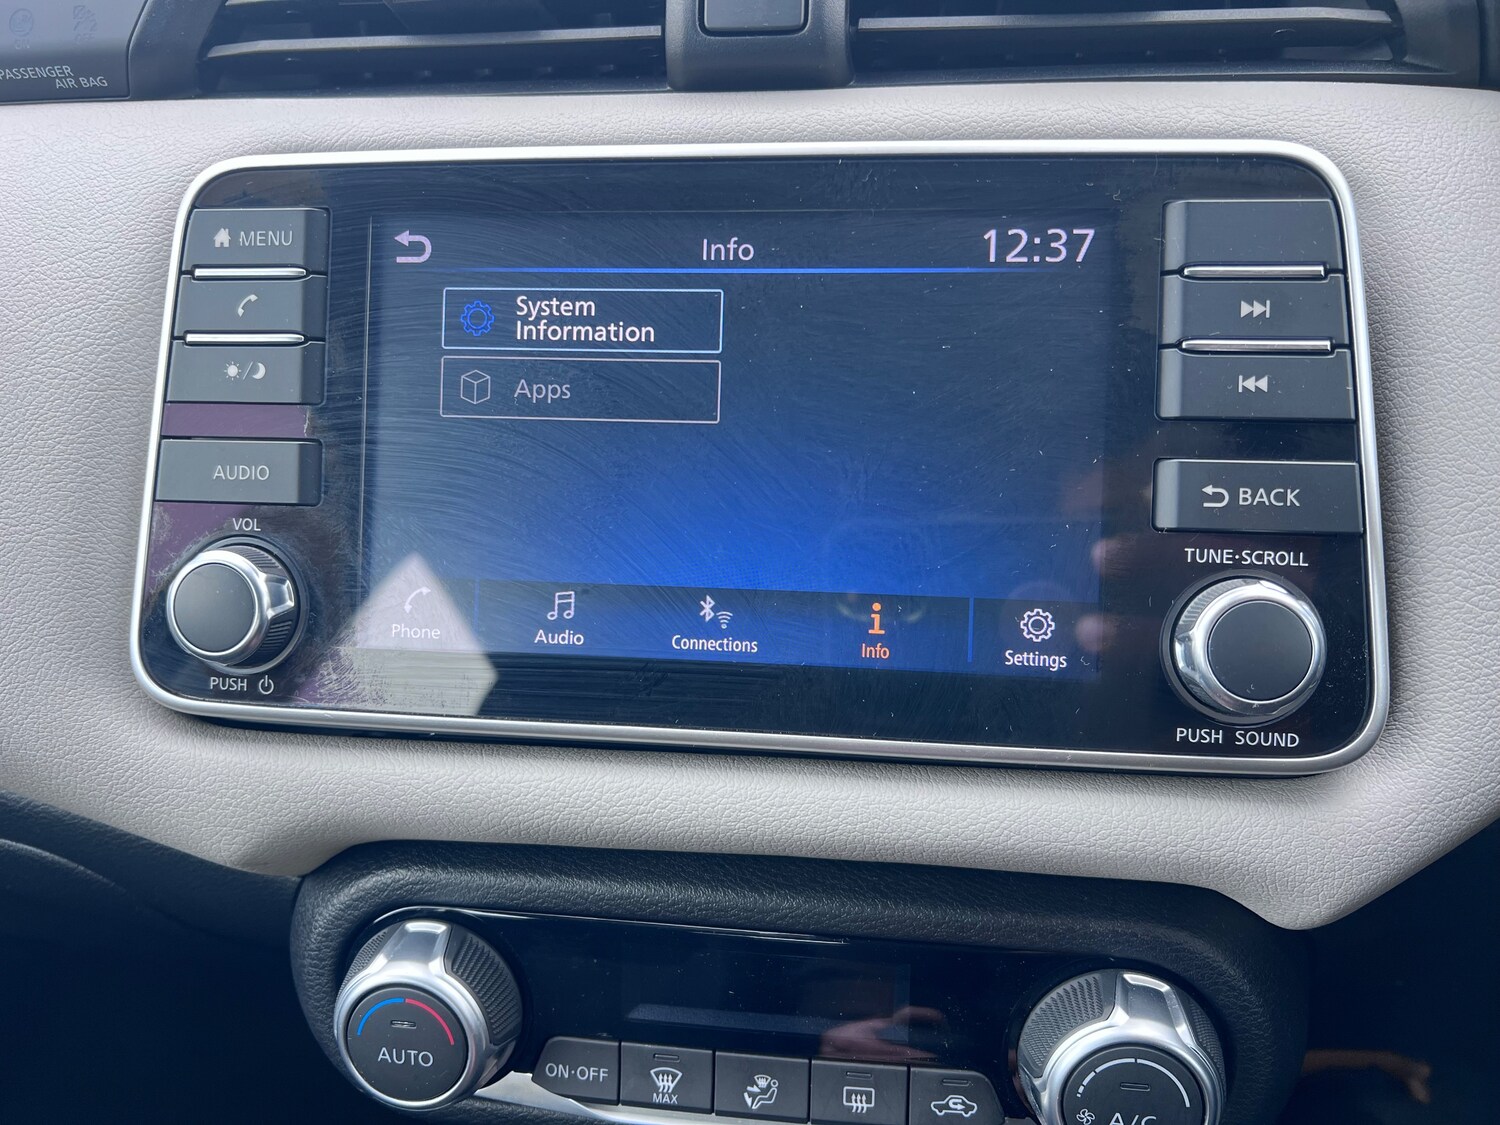 PASSENGER
AIR BAG
MENU
Info
12:37
System
Information
Apps
AUDIO
BACK
VOL
TUNE·SCROLL
Phone
Audio
Connections
Info
Settings
PUSH
PUSH SOUND
AUTO
ON·OFF
MAX
A/C